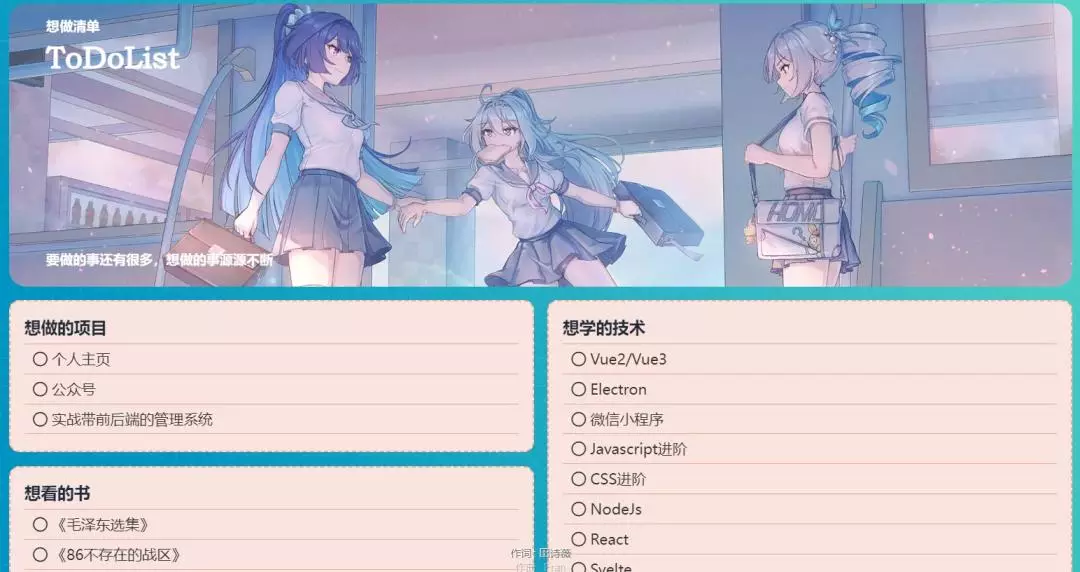 想做清单
ToDoList
HOMO
要做的事还有很多，想做的事源源不断
想做的项目
个人主页
公众号
实战带前后端的管理系统
想看的书
《毛泽东选集》
《86不存在的战区》
想学的技术
Vue2/Vue3
Electron
微信小程序
Javascript进阶
CSS进阶
NodeJs
React
Svelte
作词：